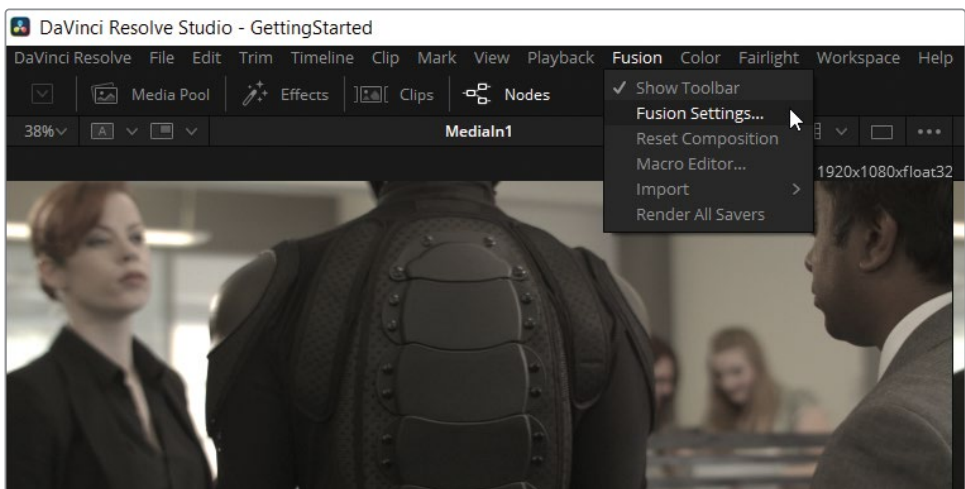 DaVinci Resolve Studio - GettingStarted
DaVinci Resolve File Edit Trim Timeline Clip Mark View Playback Fusion Color Fairlight Workspace Help
Media Pool Effects Clips Nodes
38% A MediaIn1
1920x1080xfloat32
Show Toolbar
Fusion Settings...
Reset Composition
Macro Editor...
Import
Render All Savers